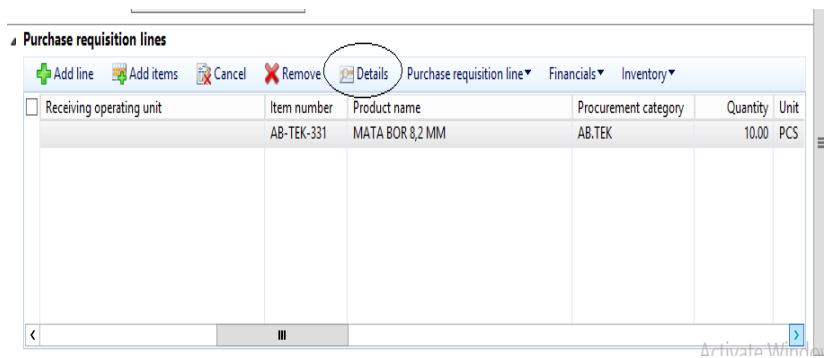 Purchase requisition lines
Add line Add items Cancel Remove Details Purchase requisition line Financials Inventory
Receiving operating unit Item number Product name Procurement category Quantity Unit
AB-TEK-331 MATA BOR 8,2 MM AB.TEK 10.00 PCS
Activate Window